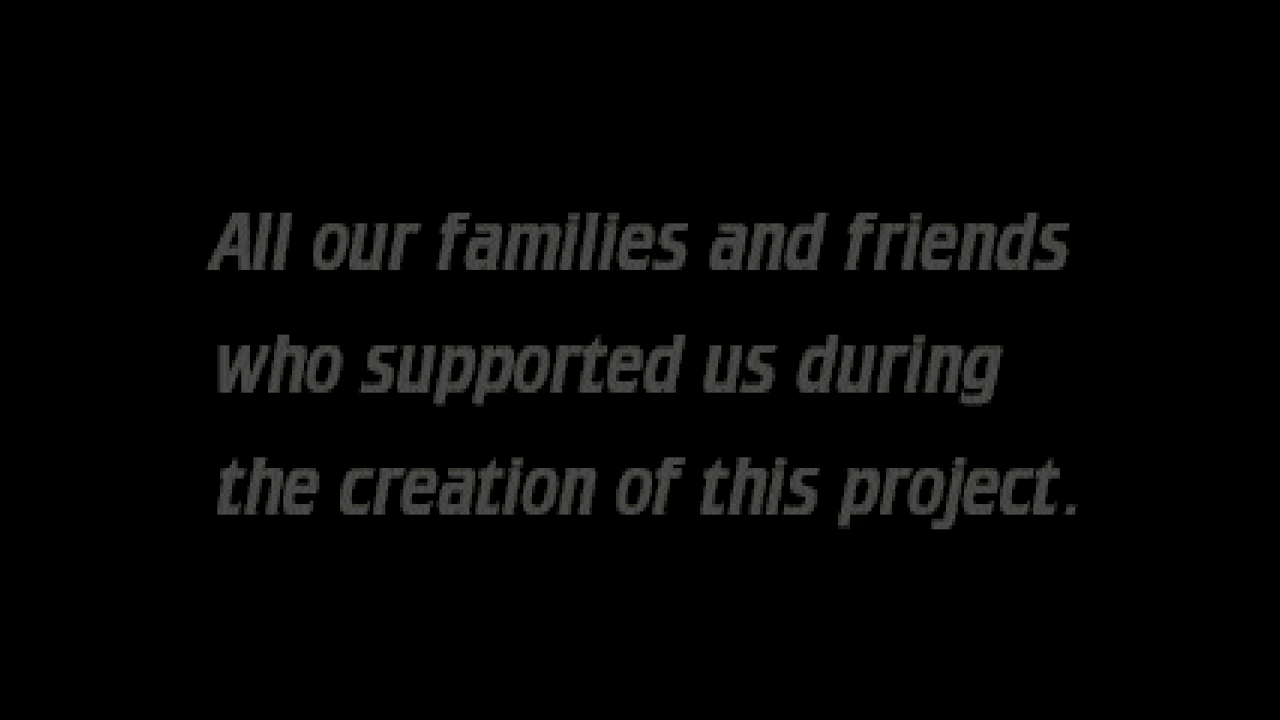 All our families and friends
who supported us during
the creation of this project.